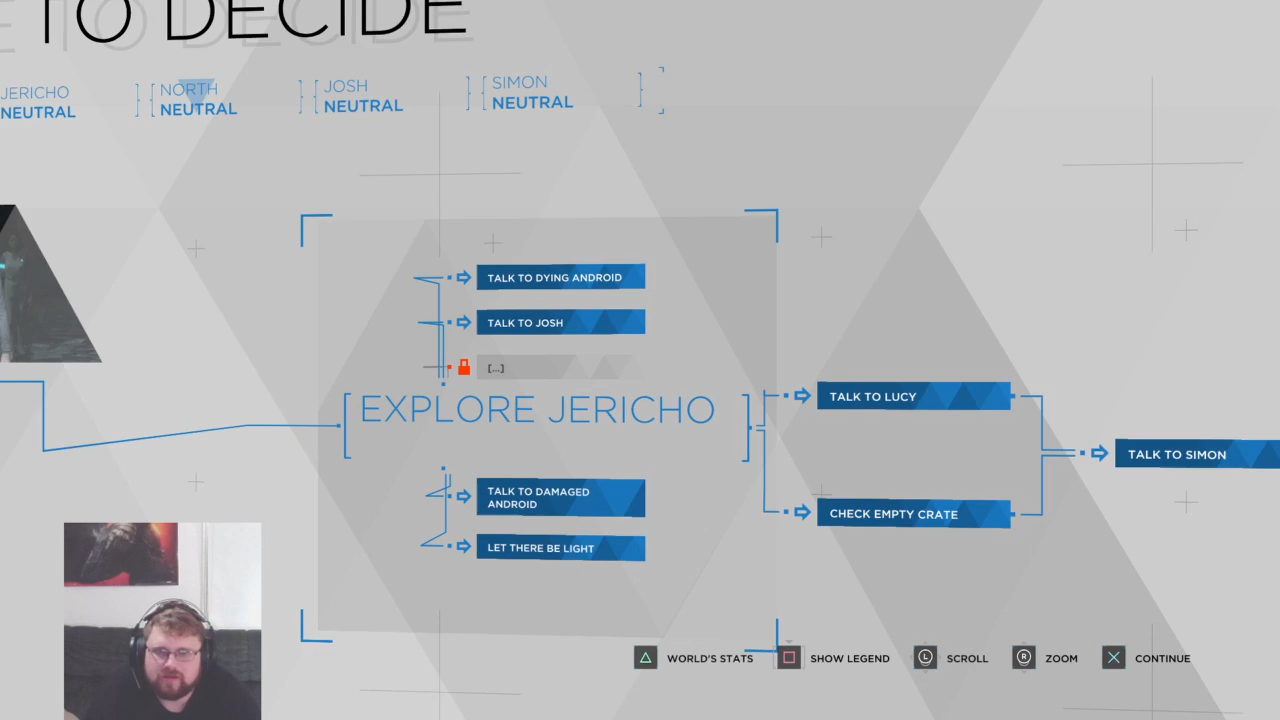 TO DECIDE
JERICHO
NEUTRAL
NORTH
NEUTRAL
JOSH
NEUTRAL
SIMON
NEUTRAL
TALK TO DYING ANDROID
TALK TO JOSH
[...]
EXPLORE JERICHO
TALK TO DAMAGED
ANDROID
LET THERE BE LIGHT
TALK TO LUCY
CHECK EMPTY CRATE
TALK TO SIMON
WORLD'S STATS
SHOW LEGEND
L
SCROLL
R
ZOOM
CONTINUE